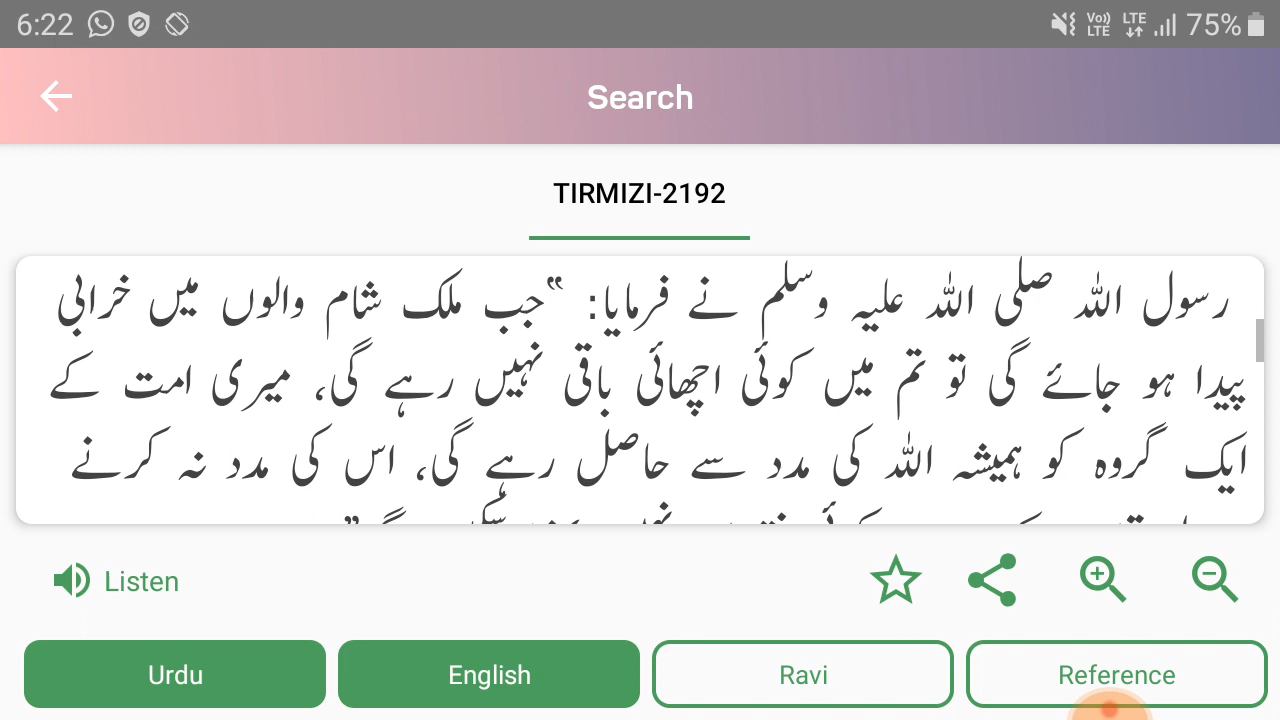 6:22
Vo)) LTE LTE 75%
Search
TIRMIZI-2192
رسول اللہ صلی اللہ علیہ وسلم نے فرمایا: ”جب ملک شام والوں میں خرابی
پیدا ہو جائے گی تو تم میں کوئی اچھائی باقی نہیں رہے گی، میری امت کے
ایک گروہ کو ہمیشہ اللہ کی مدد سے حاصل رہے گی، اس کی مدد نہ کرنے
Listen
Urdu
English
Ravi
Reference